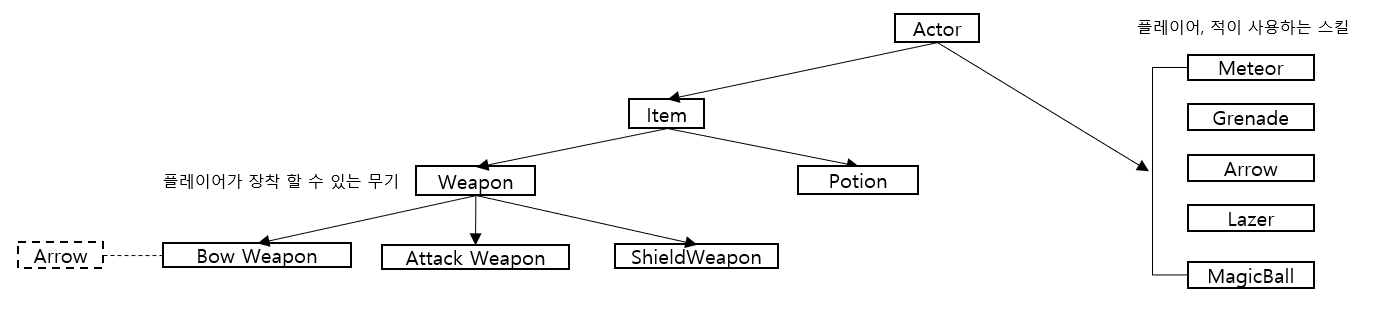 Actor
플레이어, 적이 사용하는 스킬
Meteor
Item
Grenade
플레이어가 장착 할 수 있는 무기
Weapon
Potion
Arrow
Lazer
Arrow
Bow Weapon
Attack Weapon
ShieldWeapon
MagicBall